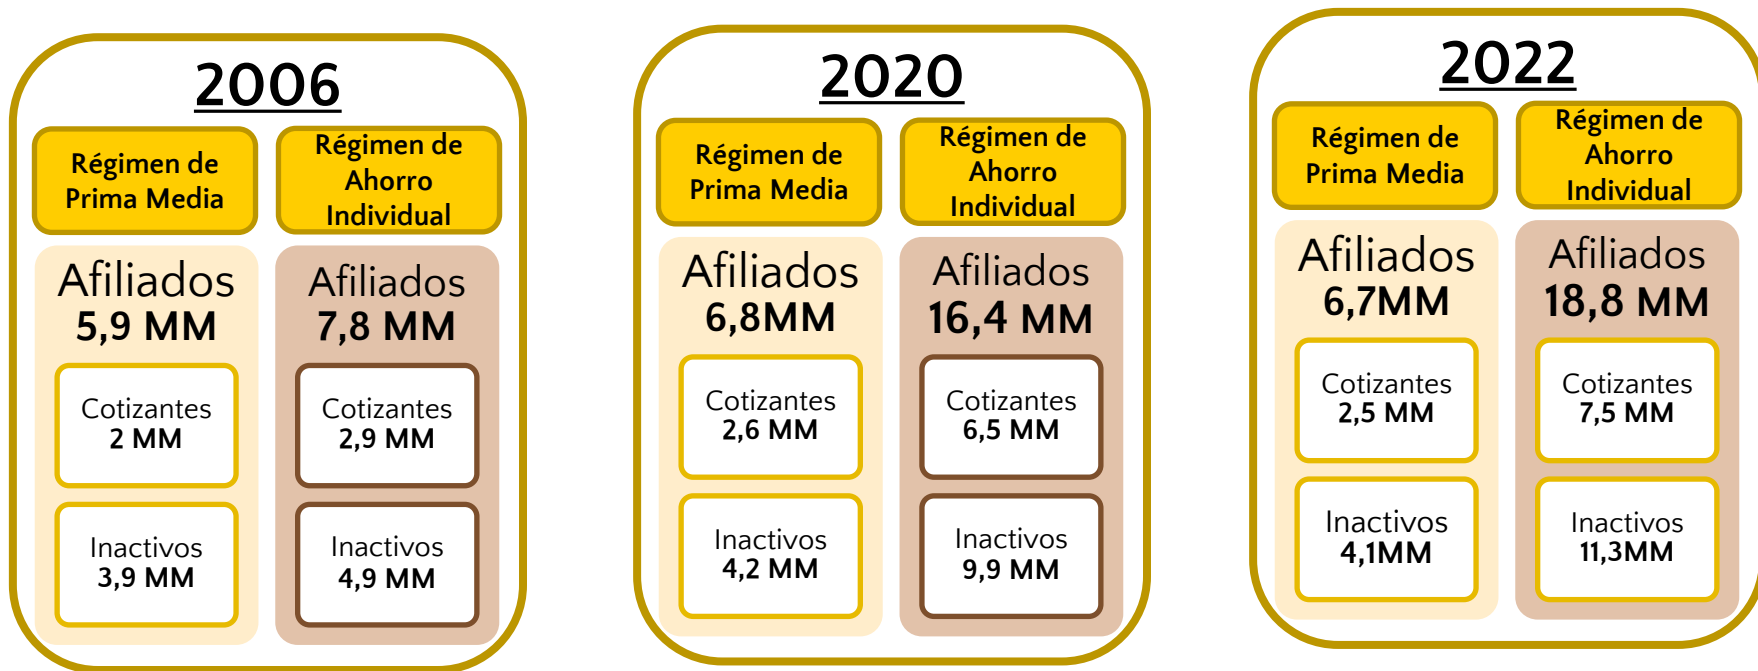 2006
Régimen de
Prima Media
Régimen de
Ahorro
Individual
Afiliados
5,9 MM
Afiliados
7,8 MM
Cotizantes
2 MM
Cotizantes
2,9 MM
Inactivos
3,9 MM
Inactivos
4,9 MM
2020
Régimen de
Prima Media
Régimen de
Ahorro
Individual
Afiliados
6,8MM
Afiliados
16,4 MM
Cotizantes
2,6 MM
Cotizantes
6,5 MM
Inactivos
4,2 MM
Inactivos
9,9 MM
2022
Régimen de
Prima Media
Régimen de
Ahorro
Individual
Afiliados
6,7MM
Afiliados
18,8 MM
Cotizantes
2,5 MM
Cotizantes
7,5 MM
Inactivos
4,1MM
Inactivos
11,3MM